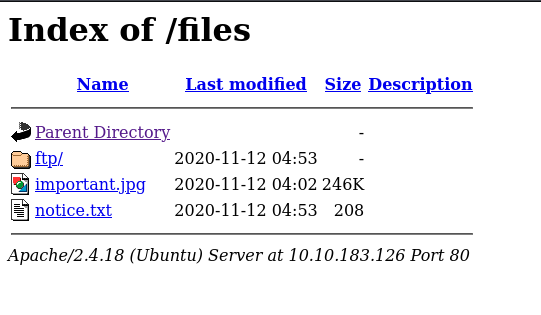 Index of /files
Name Last modified Size Description
Parent Directory -
ftp/ 2020-11-12 04:53 -
important.jpg 2020-11-12 04:02 246K
notice.txt 2020-11-12 04:53 208
Apache/2.4.18 (Ubuntu) Server at 10.10.183.126 Port 80